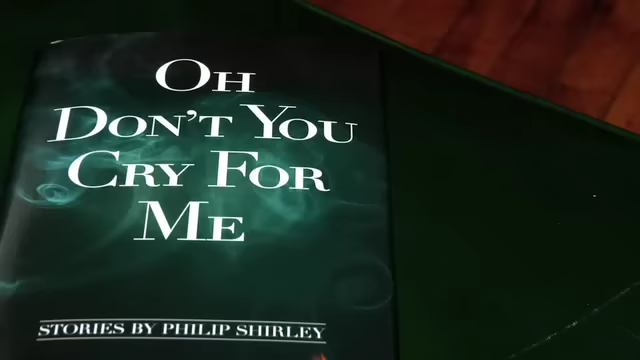 OH
DON'T YOU
CRY FOR
ME
STORIES BY PHILIP SHIRLEY